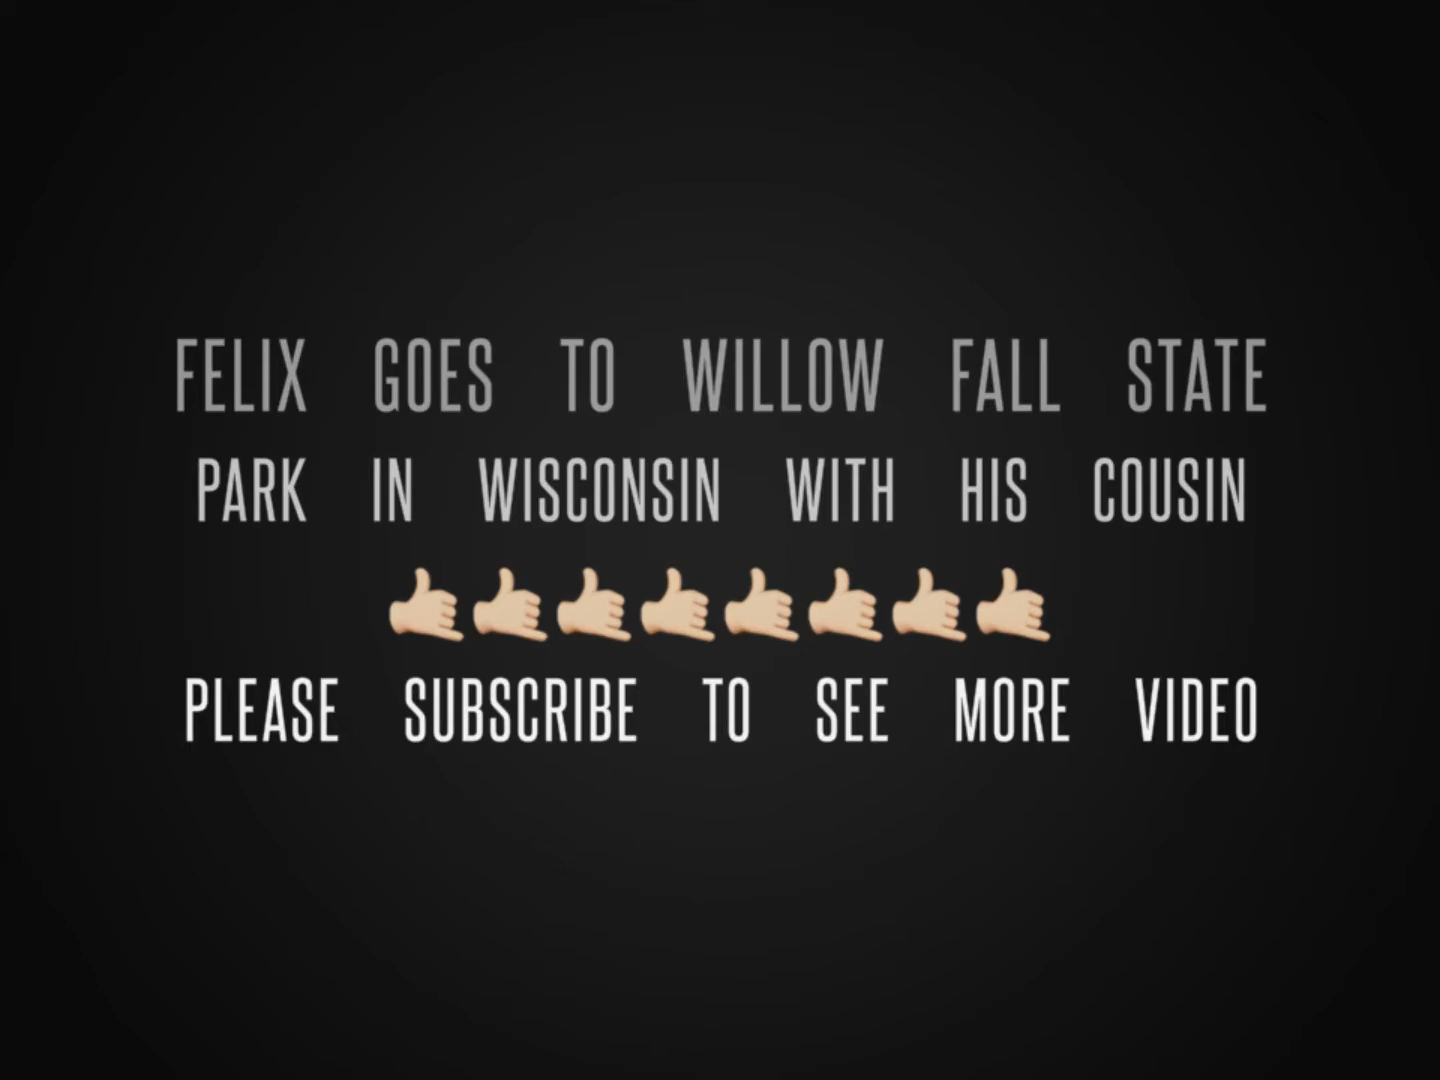 FELIX GOES TO WILLOW FALL STATE
PARK IN WISCONSIN WITH HIS COUSIN
🤙🏼🤙🏼🤙🏼🤙🏼🤙🏼🤙🏼🤙🏼🤙🏼
PLEASE SUBSCRIBE TO SEE MORE VIDEO